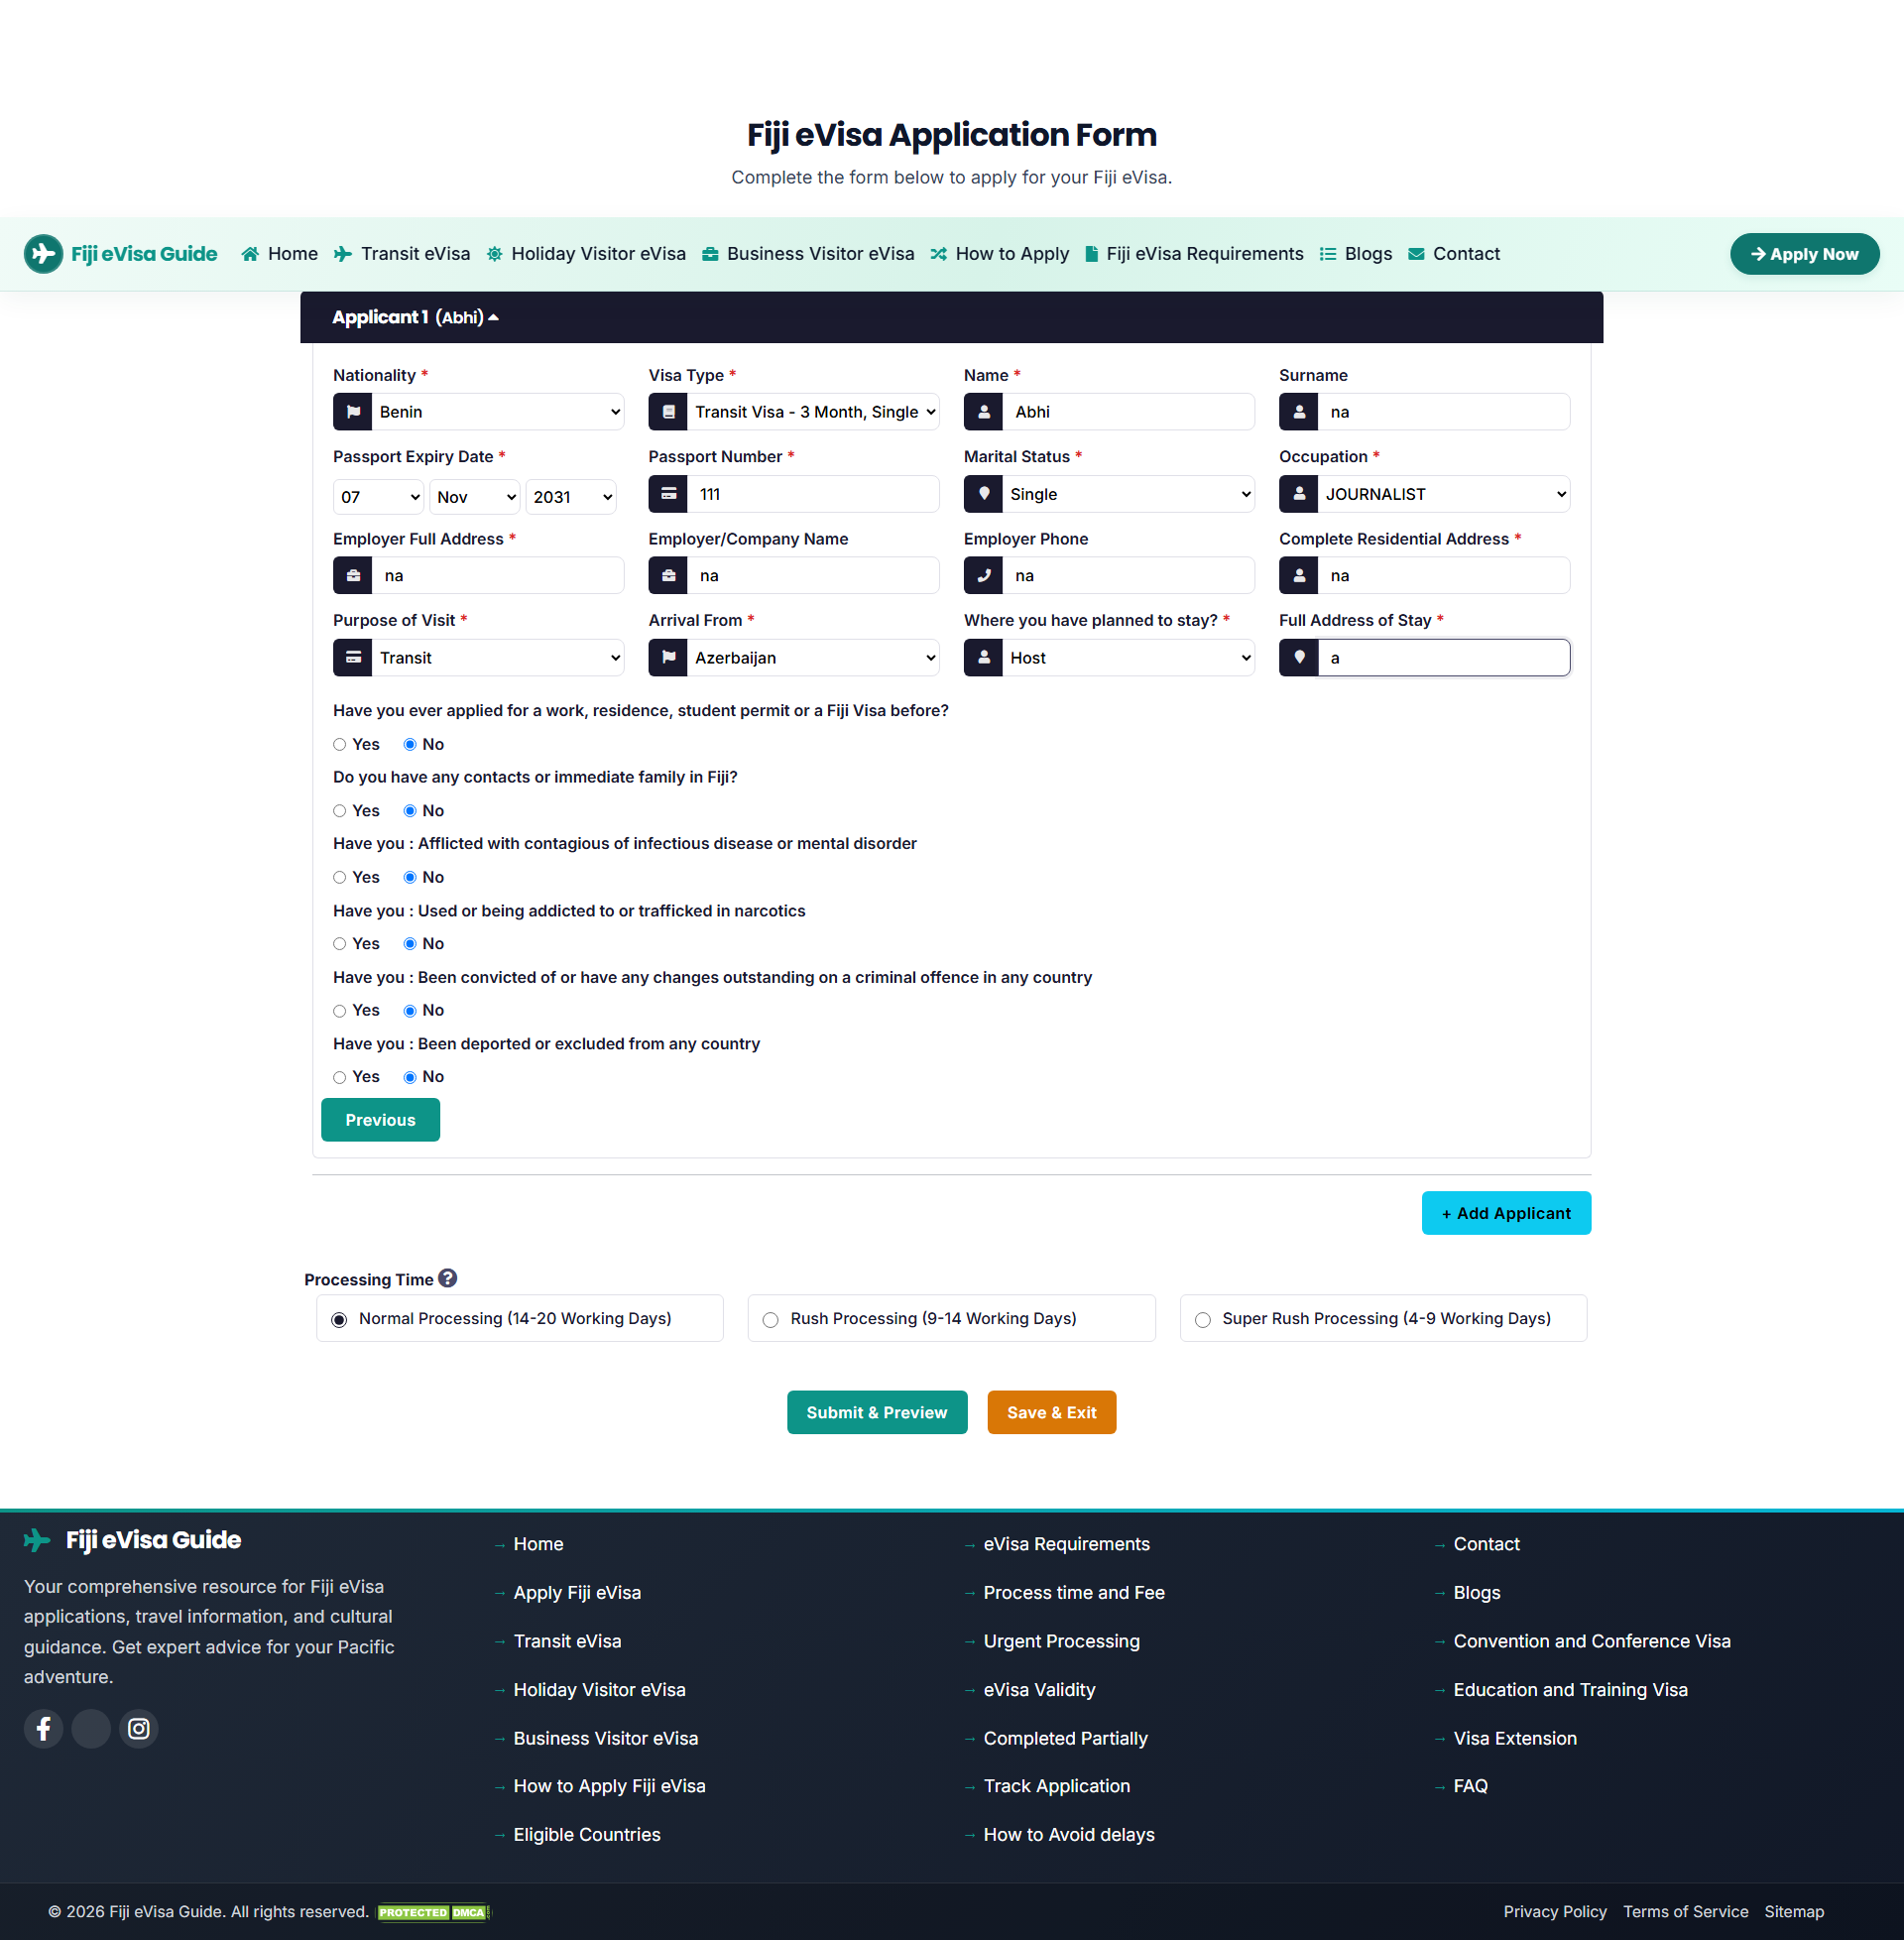 Fiji eVisa Application Form
Complete the form below to apply for your Fiji eVisa.
Fiji eVisa Guide Home Transit eVisa Holiday Visitor eVisa Business Visitor eVisa How to Apply Fiji eVisa Requirements Blogs Contact → Apply Now
Applicant 1 (Abhi)
Nationality * Visa Type * Name * Surname
Benin Transit Visa - 3 Month, Single Abhi na
Passport Expiry Date * Passport Number * Marital Status * Occupation *
07 Nov 2031 111 Single JOURNALIST
Employer Full Address * Employer/Company Name Employer Phone Complete Residential Address *
na na na na
Purpose of Visit * Arrival From * Where you have planned to stay? * Full Address of Stay *
Transit Azerbaijan Host a
Have you ever applied for a work, residence, student permit or a Fiji Visa before?
Yes No
Do you have any contacts or immediate family in Fiji?
Yes No
Have you : Afflicted with contagious of infectious disease or mental disorder
Yes No
Have you : Used or being addicted to or trafficked in narcotics
Yes No
Have you : Been convicted of or have any changes outstanding on a criminal offence in any country
Yes No
Have you : Been deported or excluded from any country
Yes No
Previous
+ Add Applicant
Processing Time ?
Normal Processing (14-20 Working Days) Rush Processing (9-14 Working Days) Super Rush Processing (4-9 Working Days)
Submit & Preview Save & Exit
Fiji eVisa Guide
Your comprehensive resource for Fiji eVisa
applications, travel information, and cultural
guidance. Get expert advice for your Pacific
adventure.
→ Home
→ Apply Fiji eVisa
→ Transit eVisa
→ Holiday Visitor eVisa
→ Business Visitor eVisa
→ How to Apply Fiji eVisa
→ Eligible Countries
→ eVisa Requirements
→ Process time and Fee
→ Urgent Processing
→ eVisa Validity
→ Completed Partially
→ Track Application
→ How to Avoid delays
→ Contact
→ Blogs
→ Convention and Conference Visa
→ Education and Training Visa
→ Visa Extension
→ FAQ
© 2026 Fiji eVisa Guide. All rights reserved. PROTECTED DMCA
Privacy Policy Terms of Service Sitemap